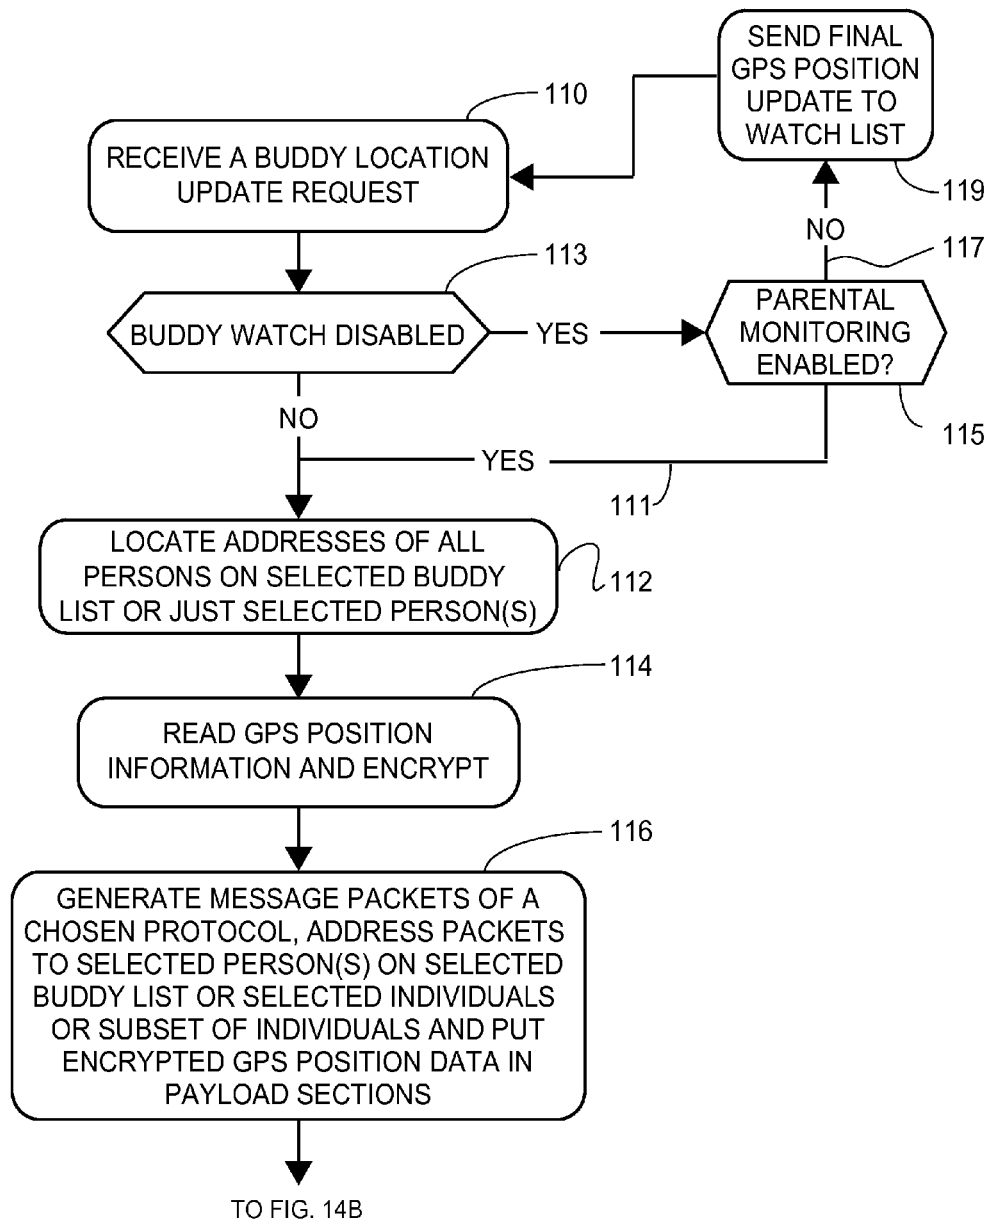 SEND FINAL
GPS POSITION
UPDATE TO
WATCH LIST
119
110
RECEIVE A BUDDY LOCATION
UPDATE REQUEST
NO
117
113
BUDDY WATCH DISABLED
YES
PARENTAL
MONITORING
ENABLED?
115
NO
YES
111
LOCATE ADDRESSES OF ALL
PERSONS ON SELECTED BUDDY
LIST OR JUST SELECTED PERSON(S)
112
114
READ GPS POSITION
INFORMATION AND ENCRYPT
116
GENERATE MESSAGE PACKETS OF A
CHOSEN PROTOCOL, ADDRESS PACKETS
TO SELECTED PERSON(S) ON SELECTED
BUDDY LIST OR SELECTED INDIVIDUALS
OR SUBSET OF INDIVIDUALS AND PUT
ENCRYPTED GPS POSITION DATA IN
PAYLOAD SECTIONS
TO FIG. 14B